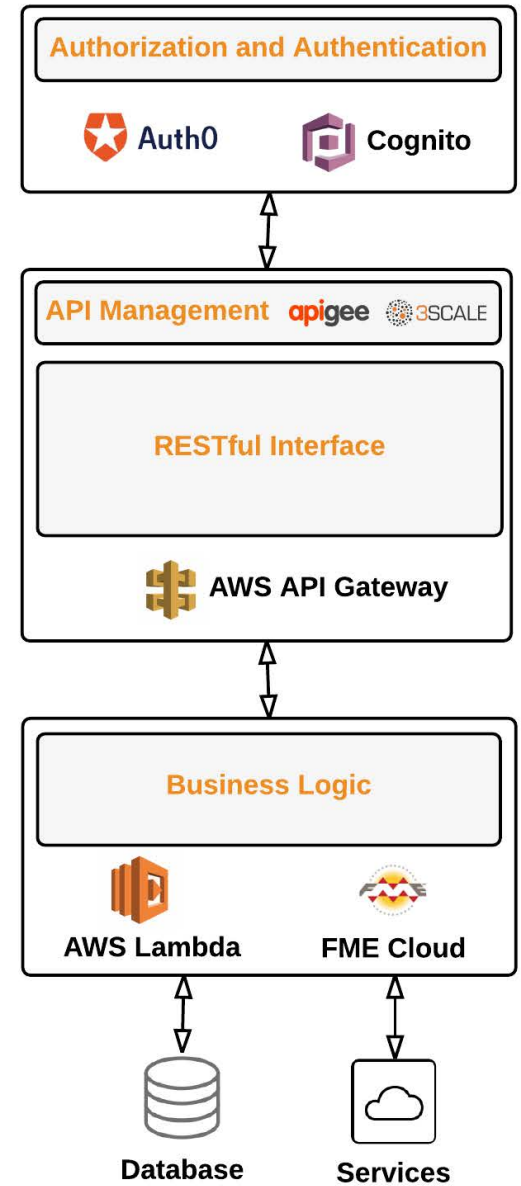 Authorization and Authentication
Auth0 Cognito
API Management apigee 3SCALE
RESTful Interface
AWS API Gateway
Business Logic
FME
AWS Lambda FME Cloud
Database Services